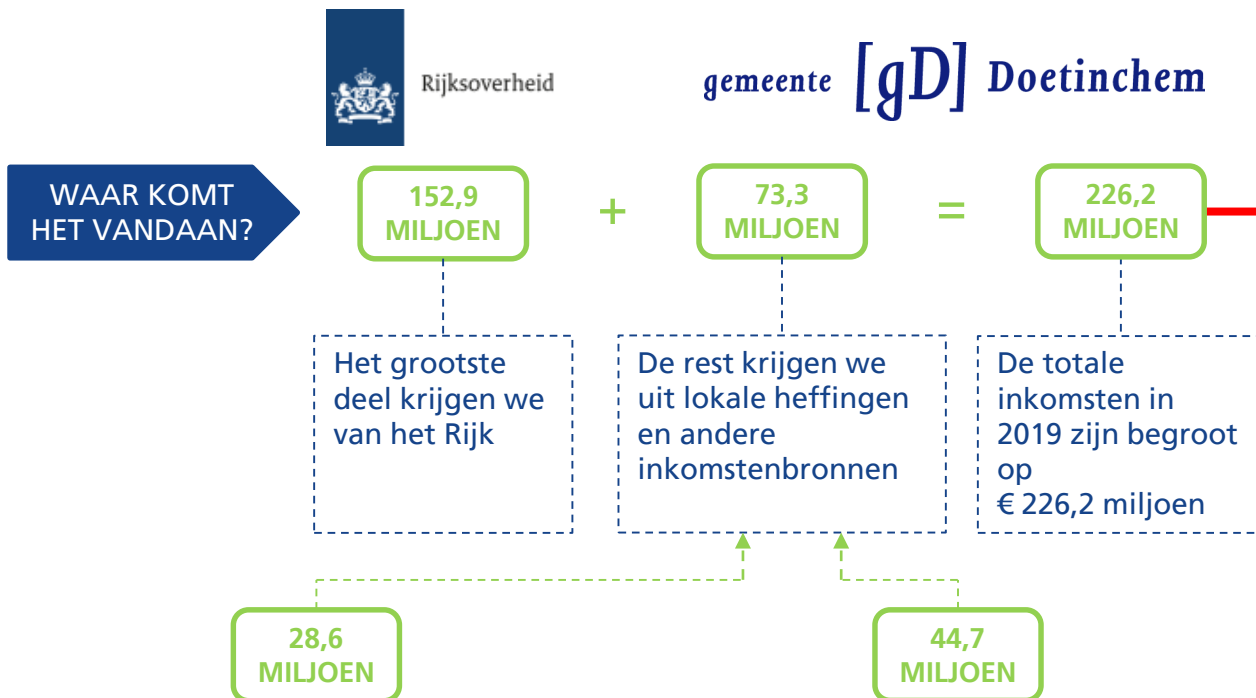 Rijksoverheid
gemeente [gD] Doetinchem
WAAR KOMT
HET VANDAAN?
152,9
MILJOEN
+
73,3
MILJOEN
=
226,2
MILJOEN
Het grootste
deel krijgen we
van het Rijk
De rest krijgen we
uit lokale heffingen
en andere
inkomstenbronnen
De totale
inkomsten in
2019 zijn begroot
op
€ 226,2 miljoen
28,6
MILJOEN
44,7
MILJOEN